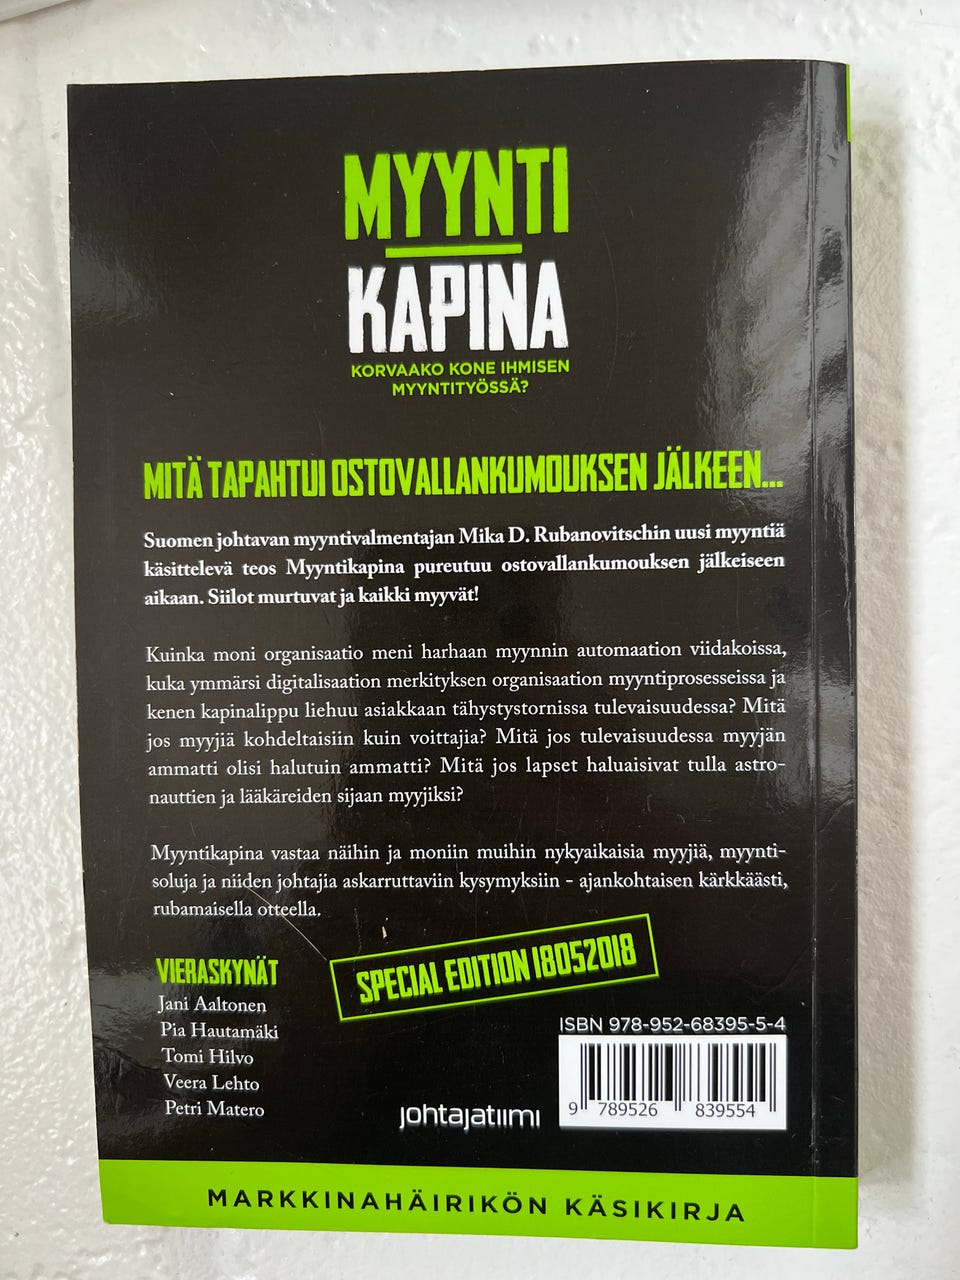 MYYNTI
KAPINA
KORVAAKO KONE IHMISEN
MYYNTITYÖSSÄ?
MITÄ TAPAHTUI OSTOVALLANKUMOUKSEN JÄLKEEN...
Suomen johtavan myyntivalmentajan Mika D. Rubanovitschin uusi myyntiä
käsittelevä teos Myyntikapina pureutuu ostovallankumouksen jälkeiseen
aikaan. Siilot murtuvat ja kaikki myyvät!
Kuinka moni organisaatio meni harhaan myynnin automaation viidakoissa,
kuka ymmärsi digitalisaation merkityksen organisaation myyntiprosesseissa ja
kenen kapinalippu liehuu asiakkaan tähystystornissa tulevaisuudessa? Mitä
jos myyjiä kohdeltaisiin kuin voittajia? Mitä jos tulevaisuudessa myyjän
ammatti olisi halutuin ammatti? Mitä jos lapset haluaisivat tulla astro-
nauttien ja lääkäreiden sijaan myyjiksi?
Myyntikapina vastaa näihin ja moniin muihin nykyaikaisia myyjiä, myynti-
soluja ja niiden johtajia askarruttaviin kysymyksiin - ajankohtaisen kärkkäästi,
rubamaisella otteella.
SPECIAL EDITION 18052018
VIERASKYNÄT
Jani Aaltonen
Pia Hautamäki
Tomi Hilvo
Veera Lehto
Petri Matero
johtajatiimi
ISBN 978-952-68395-5-4
9 789526 839554
MARKKINAHÄIRIKÖN KÄSIKIRJA